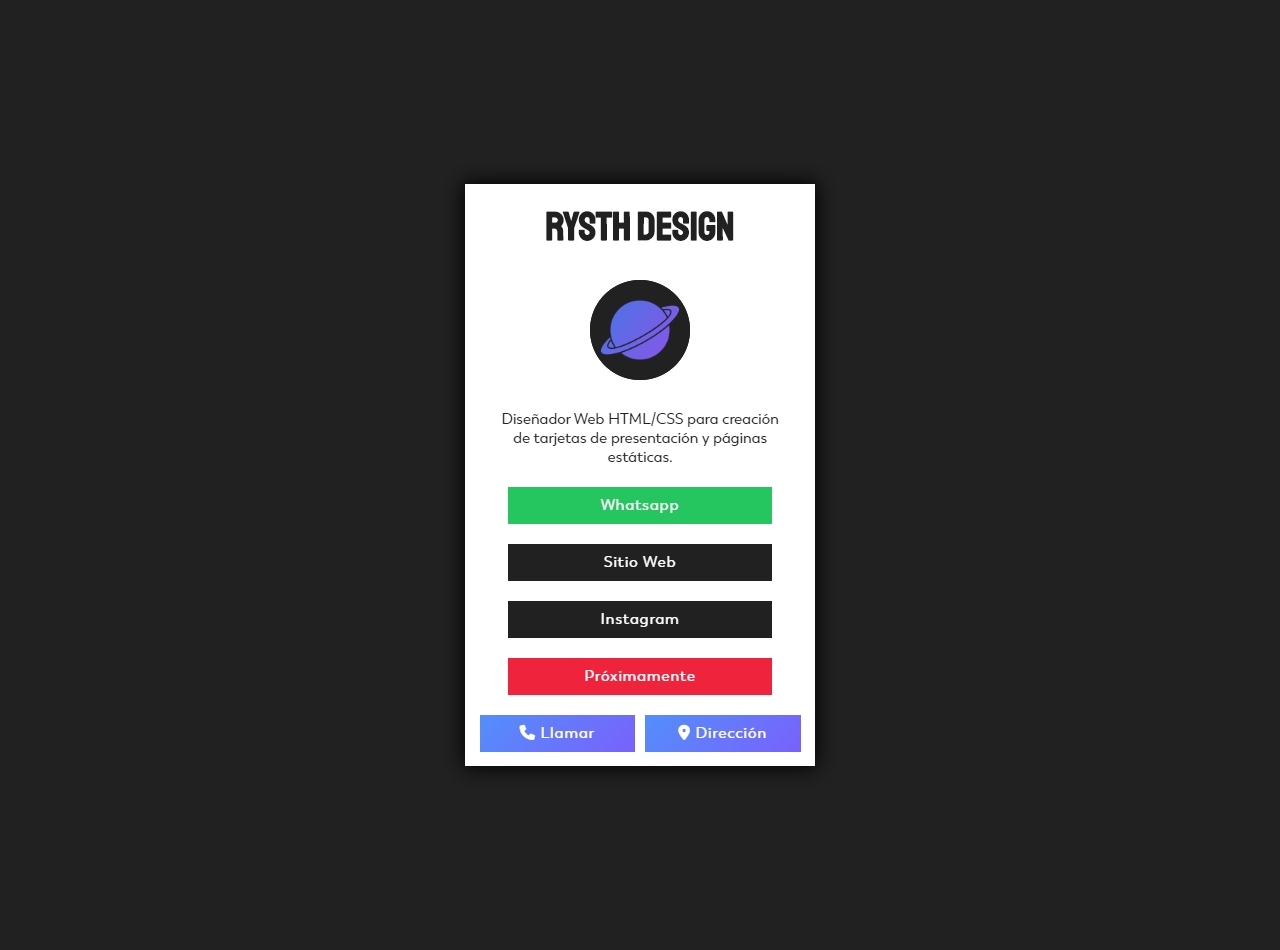 RYSTH DESIGN
Diseñador Web HTML/CSS para creación
de tarjetas de presentación y páginas
estáticas.
Whatsapp
Sitio Web
Instagram
Próximamente
Llamar
Dirección